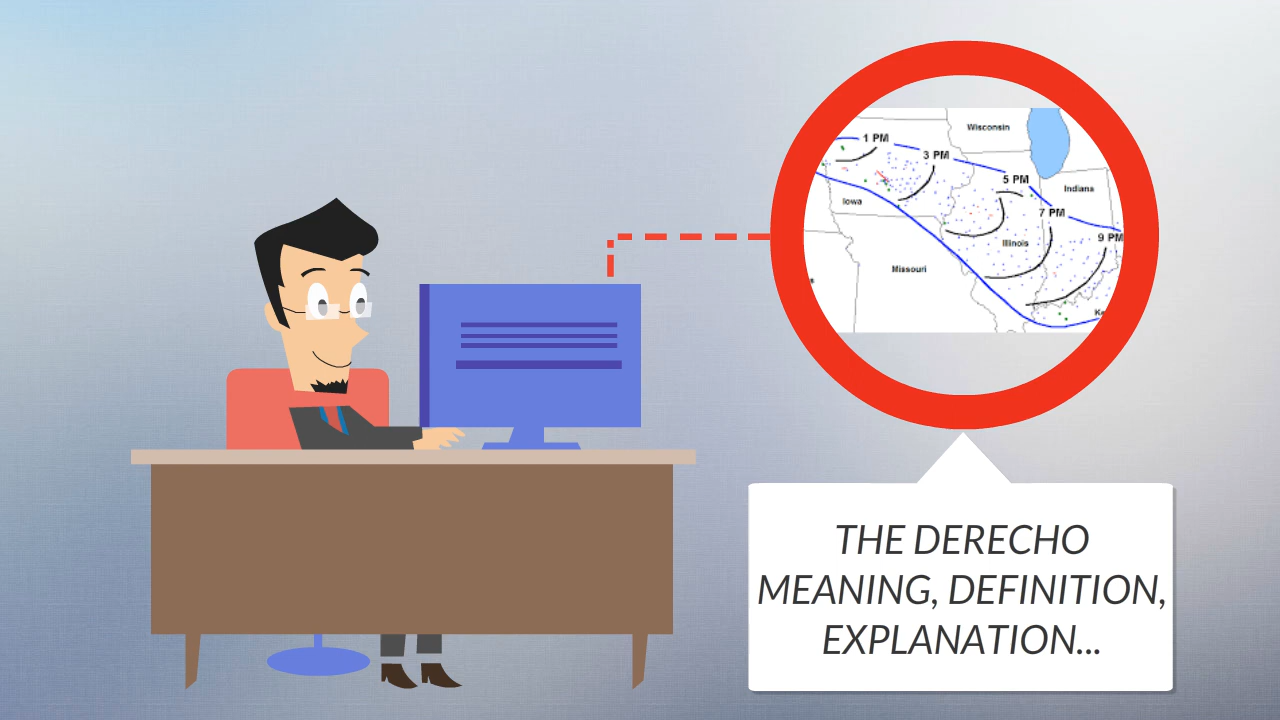 Wisconsin
1 PM
3 PM
5 PM
Indiana
Iowa
7 PM
9 PM
Illinois
Missouri
THE DERECHO
MEANING, DEFINITION,
EXPLANATION...